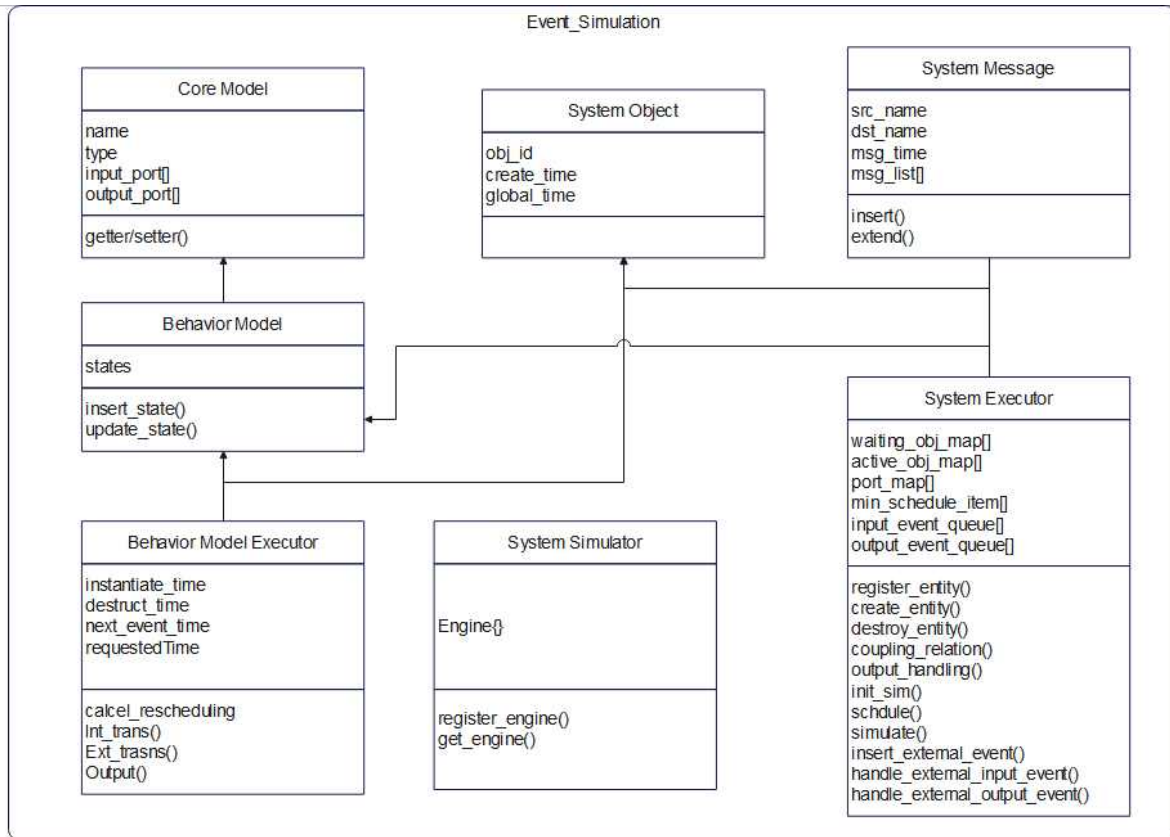 Event_Simulation
Core Model
name
type
input_port[]
output_port[]
getter/setter()
System Object
obj_id
create_time
global_time
System Message
src_name
dst_name
msg_time
msg_list[]
insert()
extend()
Behavior Model
states
insert_state()
update_state()
System Executor
waiting_obj_map[]
active_obj_map[]
port_map[]
min_schedule_item[]
input_event_queue[]
output_event_queue[]
register_entity()
create_entity()
destroy_entity()
coupling_relation()
output_handling()
init_sim()
schdule()
simulate()
insert_external_event()
handle_external_input_event()
handle_external_output_event()
Behavior Model Executor
instantiate_time
destruct_time
next_event_time
requestedTime
calcel_rescheduling
Int_trans()
Ext_trasns()
Output()
System Simulator
Engine{}
register_engine()
get_engine()